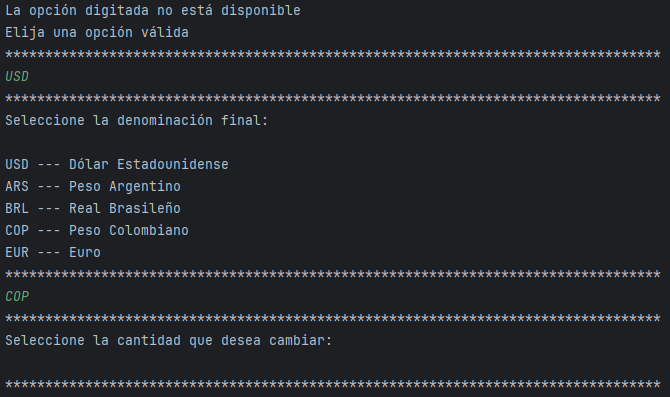 La opción digitada no está disponible
Elija una opción válida
**********************************************************************************
USD
**********************************************************************************
Seleccione la denominación final:
USD --- Dólar Estadounidense
ARS --- Peso Argentino
BRL --- Real Brasileño
COP --- Peso Colombiano
EUR --- Euro
**********************************************************************************
COP
**********************************************************************************
Seleccione la cantidad que desea cambiar:
**********************************************************************************